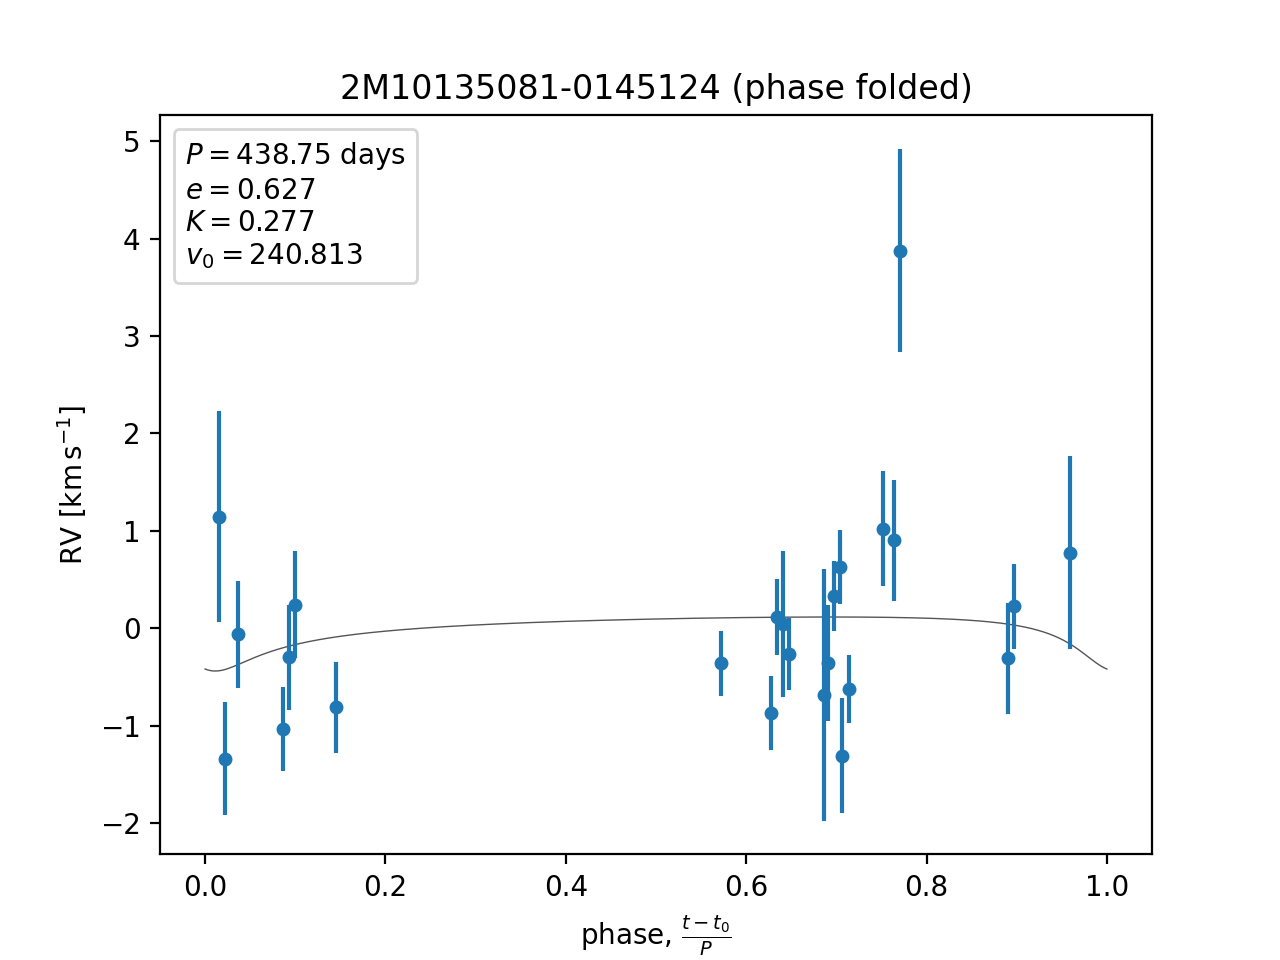 2M10135081-0145124 (phase folded)
P = 438.75 days
e = 0.627
K = 0.277
v₀ = 240.813
5
4
3
2
1
0
−1
−2
RV [km s⁻¹]
0.0 0.2 0.4 0.6 0.8 1.0
phase, (t − t₀)/P